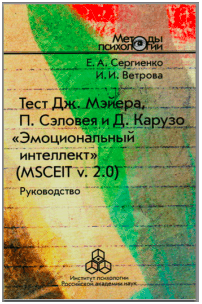 Методы
психологии
Е. А. Сергиенко
И. И. Ветрова
Тест Дж. Мэйера,
П. Сэловея и Д. Карузо
«Эмоциональный
интеллект»
(MSCEIT v. 2.0)
Руководство
Институт психологии
Российской академии наук